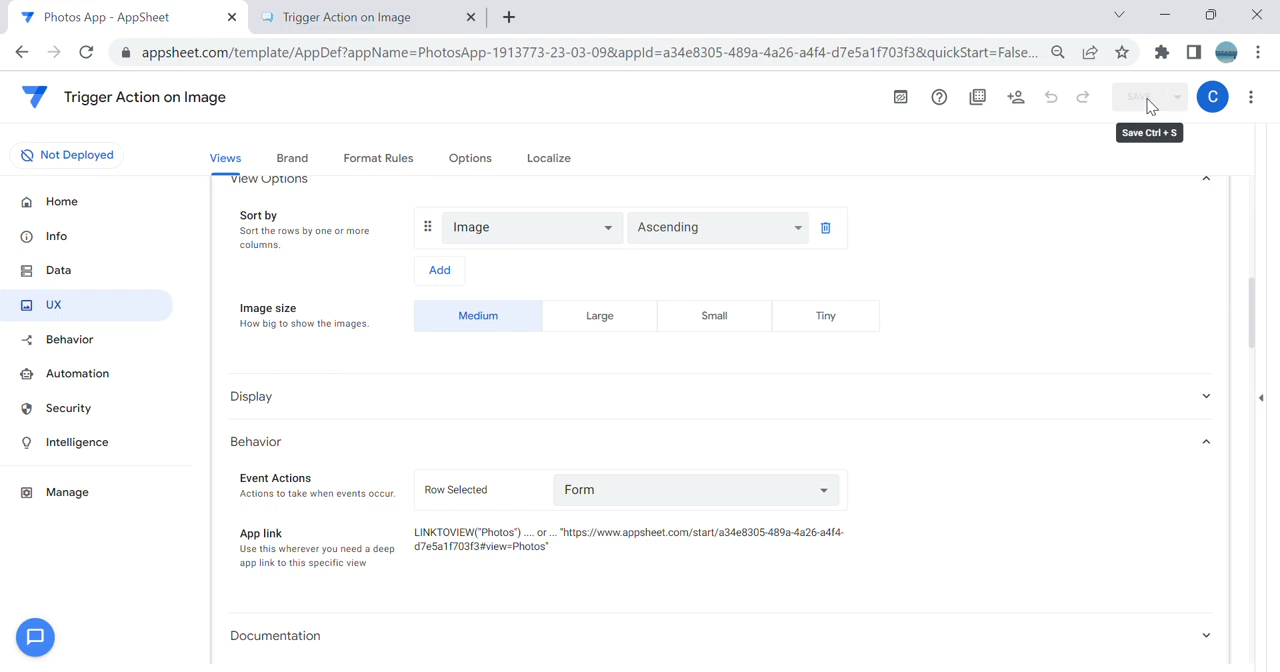 Photos App - AppSheet
Trigger Action on Image
appsheet.com/template/AppDef?appName=PhotosApp-1913773-23-03-09&appId=a34e8305-489a-4a26-a4f4-d7e5a1f703f3&quickStart=False...
Trigger Action on Image
SAVE
C
Save Ctrl + S
Not Deployed
Views
Brand
Format Rules
Options
Localize
View Options
Home
Info
Data
UX
Behavior
Automation
Security
Intelligence
Manage
Sort by
Sort the rows by one or more
columns.
Image
Ascending
Add
Image size
How big to show the images.
Medium
Large
Small
Tiny
Display
Behavior
Event Actions
Actions to take when events occur.
Row Selected
Form
App link
Use this wherever you need a deep
app link to this specific view
LINKTOVIEW("Photos") .... or ... "https://www.appsheet.com/start/a34e8305-489a-4a26-a4f4-
d7e5a1f703f3#view=Photos"
Documentation